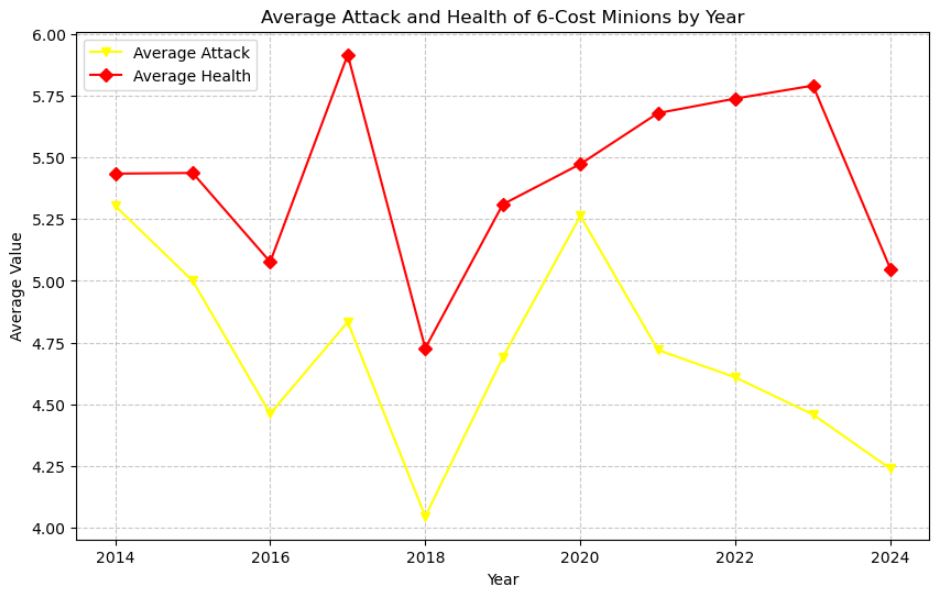 Average Attack and Health of 6-Cost Minions by Year
Average Attack
Average Health
Average Value
6.00
5.75
5.50
5.25
5.00
4.75
4.50
4.25
4.00
2014 2016 2018 2020 2022 2024
Year